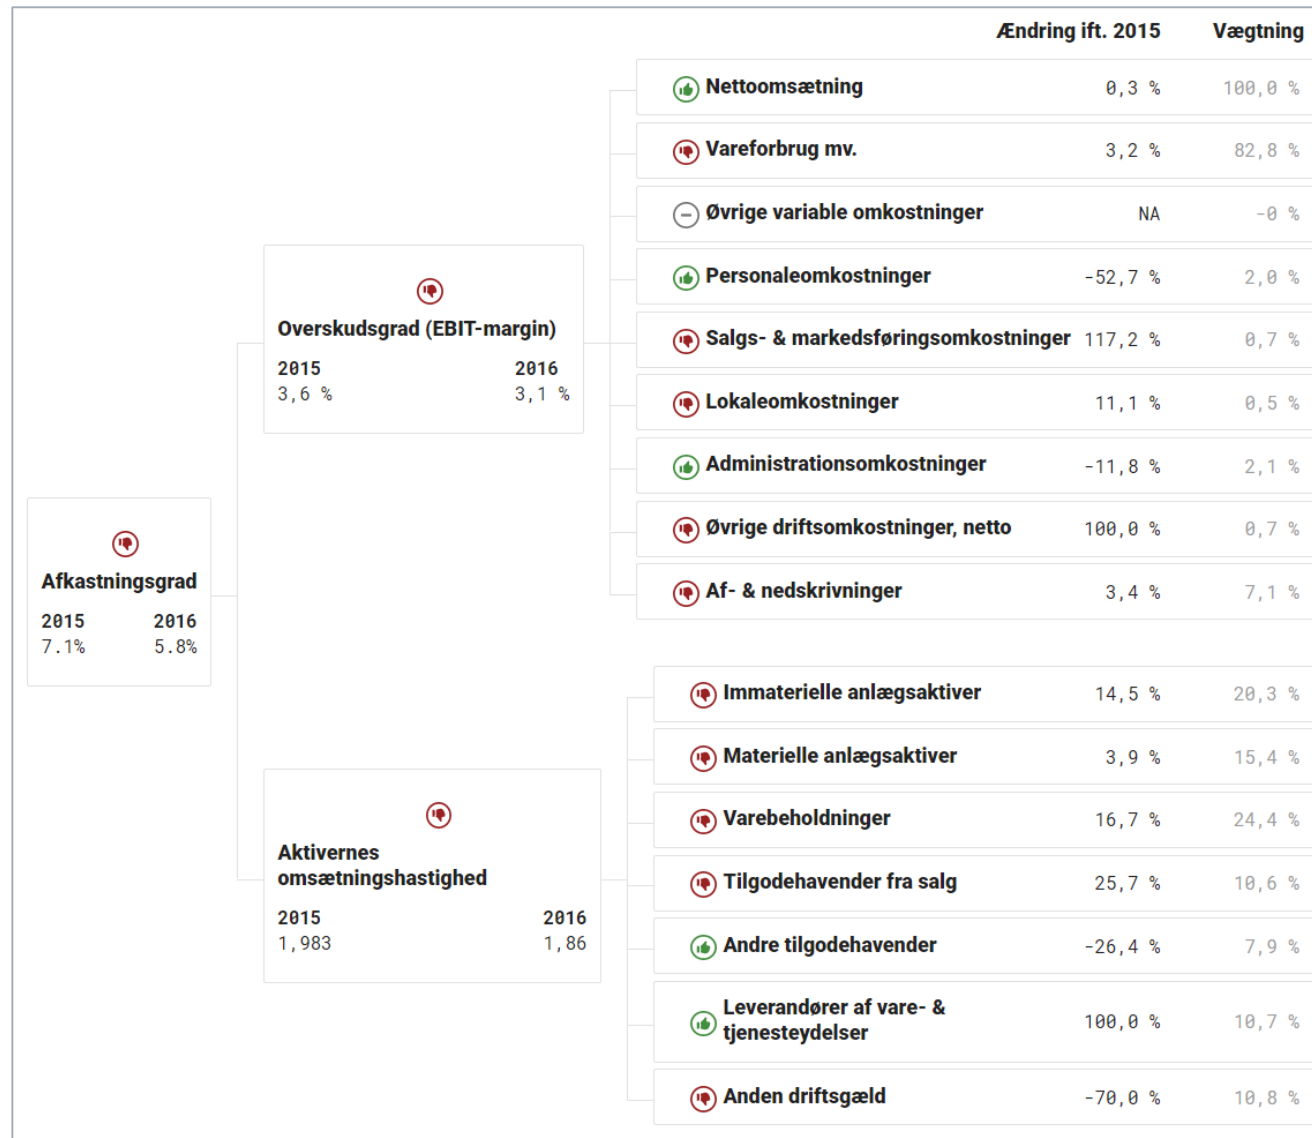 Ændring ift. 2015 Vægtning
Nettoomsætning 0,3 % 100,0 %
Vareforbrug mv. 3,2 % 82,8 %
Øvrige variable omkostninger NA -0 %
Personaleomkostninger -52,7 % 2,0 %
Salgs- & markedsføringsomkostninger 117,2 % 0,7 %
Lokaleomkostninger 11,1 % 0,5 %
Administrationsomkostninger -11,8 % 2,1 %
Øvrige driftsomkostninger, netto 100,0 % 0,7 %
Af- & nedskrivninger 3,4 % 7,1 %
Overskudsgrad (EBIT-margin)
2015 2016
3,6 % 3,1 %
Afkastningsgrad
2015 2016
7.1% 5.8%
Aktivernes
omsætningshastighed
2015 2016
1,983 1,86
Immaterielle anlægsaktiver 14,5 % 20,3 %
Materielle anlægsaktiver 3,9 % 15,4 %
Varebeholdninger 16,7 % 24,4 %
Tilgodehavender fra salg 25,7 % 10,6 %
Andre tilgodehavender -26,4 % 7,9 %
Leverandører af vare- &
tjenesteydelser 100,0 % 10,7 %
Anden driftsgæld -70,0 % 10,8 %